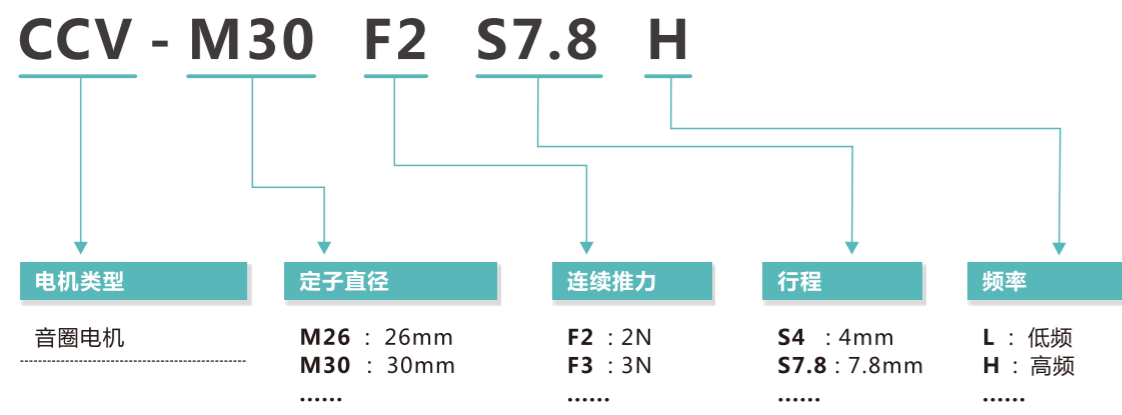 CCV - M30 F2 S7.8 H
电机类型 定子直径 连续推力 行程 频率
音圈电机 M26 : 26mm F2 : 2N S4 : 4mm L : 低频
M30 : 30mm F3 : 3N S7.8 : 7.8mm H : 高频
...... ...... ...... ......